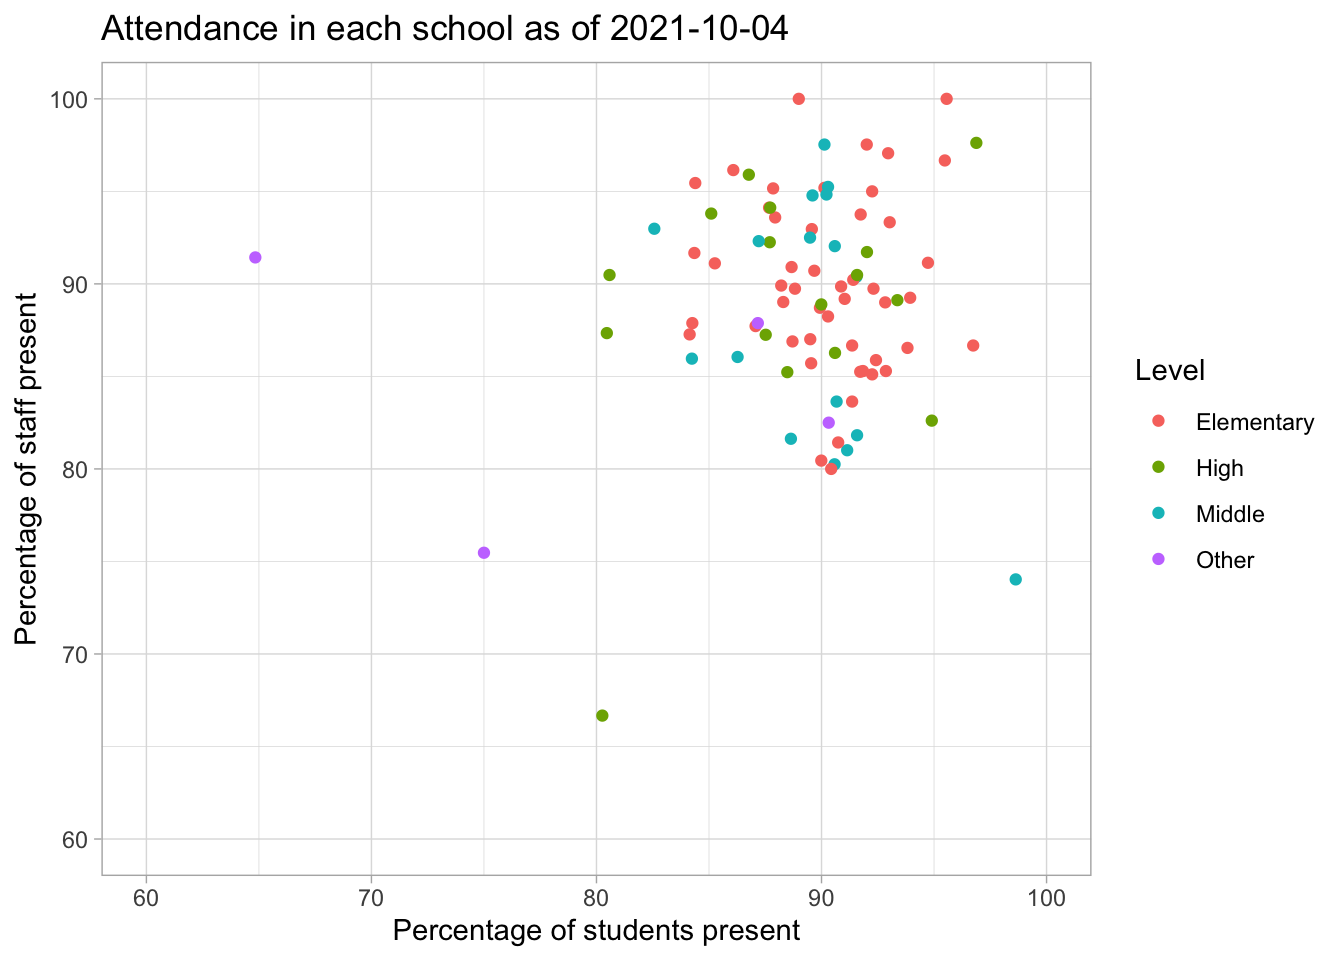 Attendance in each school as of 2021-10-04
Percentage of staff present
100
90
80
70
60
60 70 80 90 100
Percentage of students present
Level
Elementary
High
Middle
Other